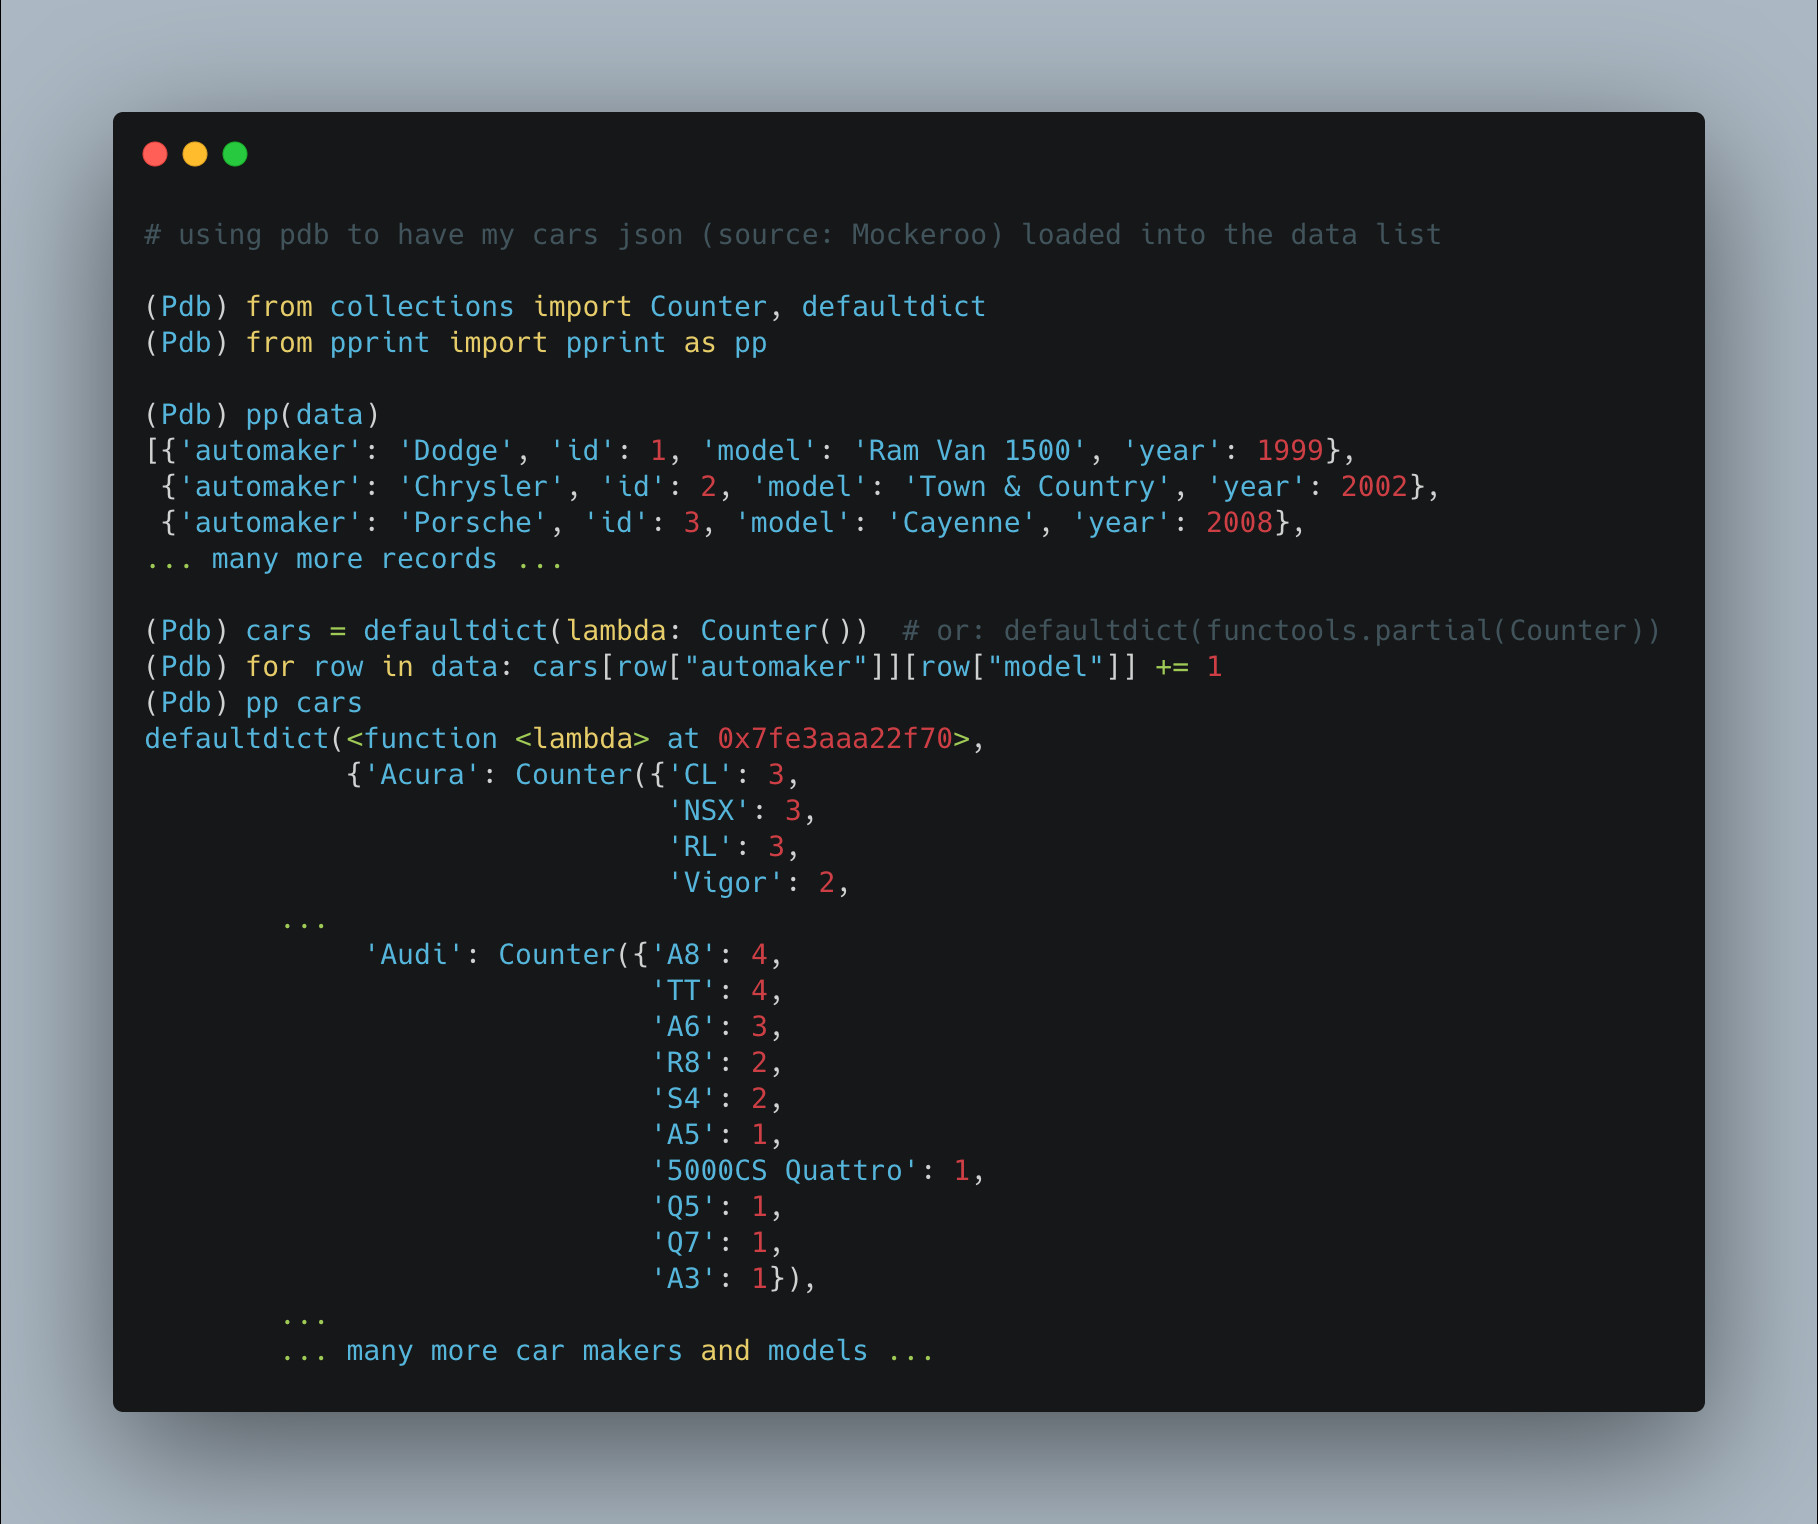 # using pdb to have my cars json (source: Mockeroo) loaded into the data list
(Pdb) from collections import Counter, defaultdict
(Pdb) from pprint import pprint as pp
(Pdb) pp(data)
[{'automaker': 'Dodge', 'id': 1, 'model': 'Ram Van 1500', 'year': 1999},
 {'automaker': 'Chrysler', 'id': 2, 'model': 'Town & Country', 'year': 2002},
 {'automaker': 'Porsche', 'id': 3, 'model': 'Cayenne', 'year': 2008},
... many more records ...
(Pdb) cars = defaultdict(lambda: Counter())  # or: defaultdict(functools.partial(Counter))
(Pdb) for row in data: cars[row["automaker"]][row["model"]] += 1
(Pdb) pp cars
defaultdict(<function <lambda> at 0x7fe3aaa22f70>,
            {'Acura': Counter({'CL': 3,
                               'NSX': 3,
                               'RL': 3,
                               'Vigor': 2,
        ...
             'Audi': Counter({'A8': 4,
                              'TT': 4,
                              'A6': 3,
                              'R8': 2,
                              'S4': 2,
                              'A5': 1,
                              '5000CS Quattro': 1,
                              'Q5': 1,
                              'Q7': 1,
                              'A3': 1}),
        ...
        ... many more car makers and models ...